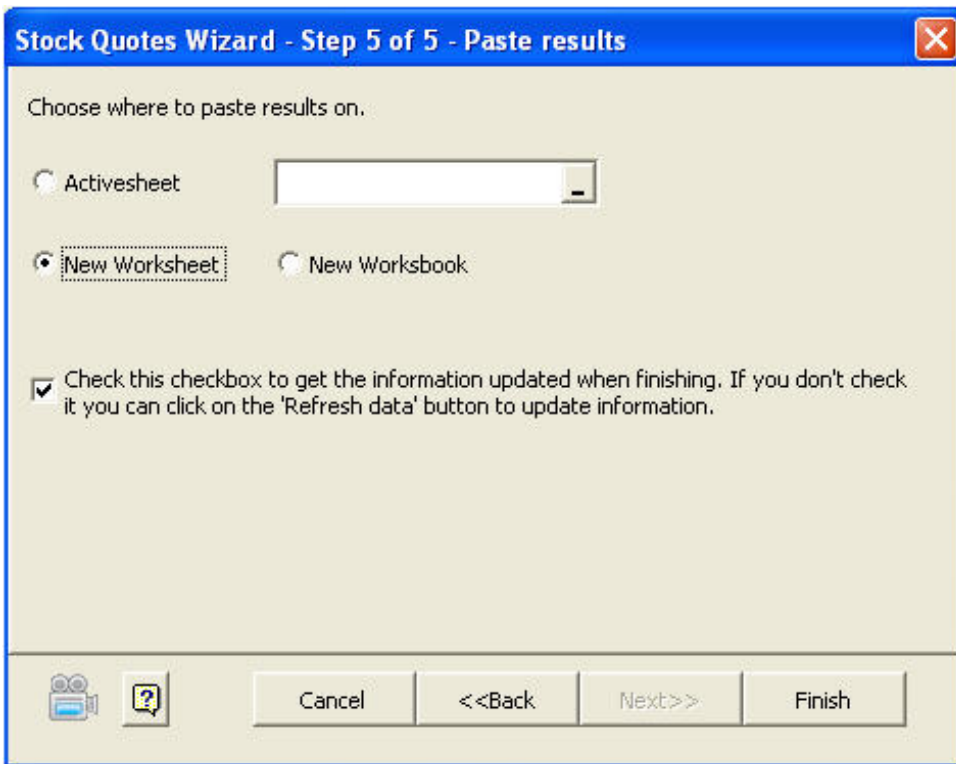 Stock Quotes Wizard - Step 5 of 5 - Paste results
Choose where to paste results on.
Activesheet
New Worksheet
New Worksbook
Check this checkbox to get the information updated when finishing. If you don't check
it you can click on the 'Refresh data' button to update information.
Cancel
<<Back
Next>>
Finish